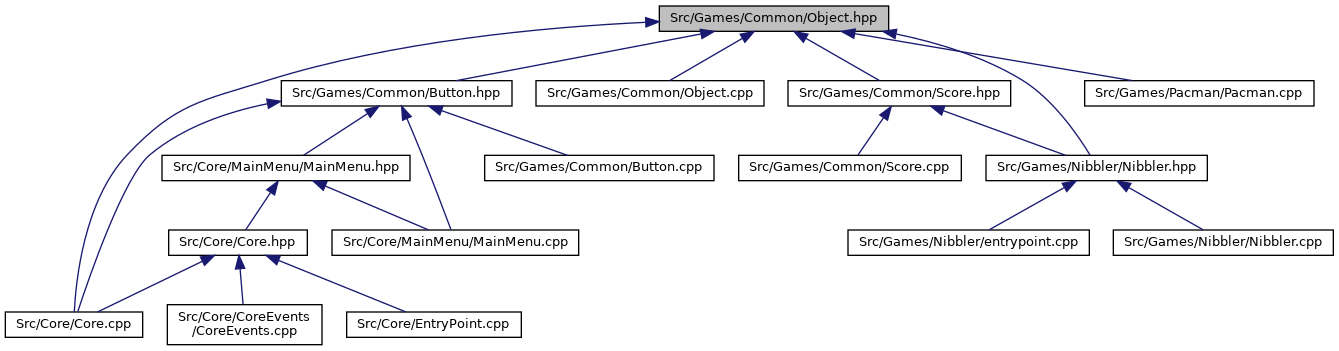 Src/Games/Common/Object.hpp
Src/Games/Common/Button.hpp
Src/Games/Common/Object.cpp
Src/Games/Common/Score.hpp
Src/Games/Pacman/Pacman.cpp
Src/Core/MainMenu/MainMenu.hpp
Src/Games/Common/Button.cpp
Src/Games/Common/Score.cpp
Src/Games/Nibbler/Nibbler.hpp
Src/Core/Core.hpp
Src/Core/MainMenu/MainMenu.cpp
Src/Games/Nibbler/entrypoint.cpp
Src/Games/Nibbler/Nibbler.cpp
Src/Core/Core.cpp
Src/Core/CoreEvents
/CoreEvents.cpp
Src/Core/EntryPoint.cpp